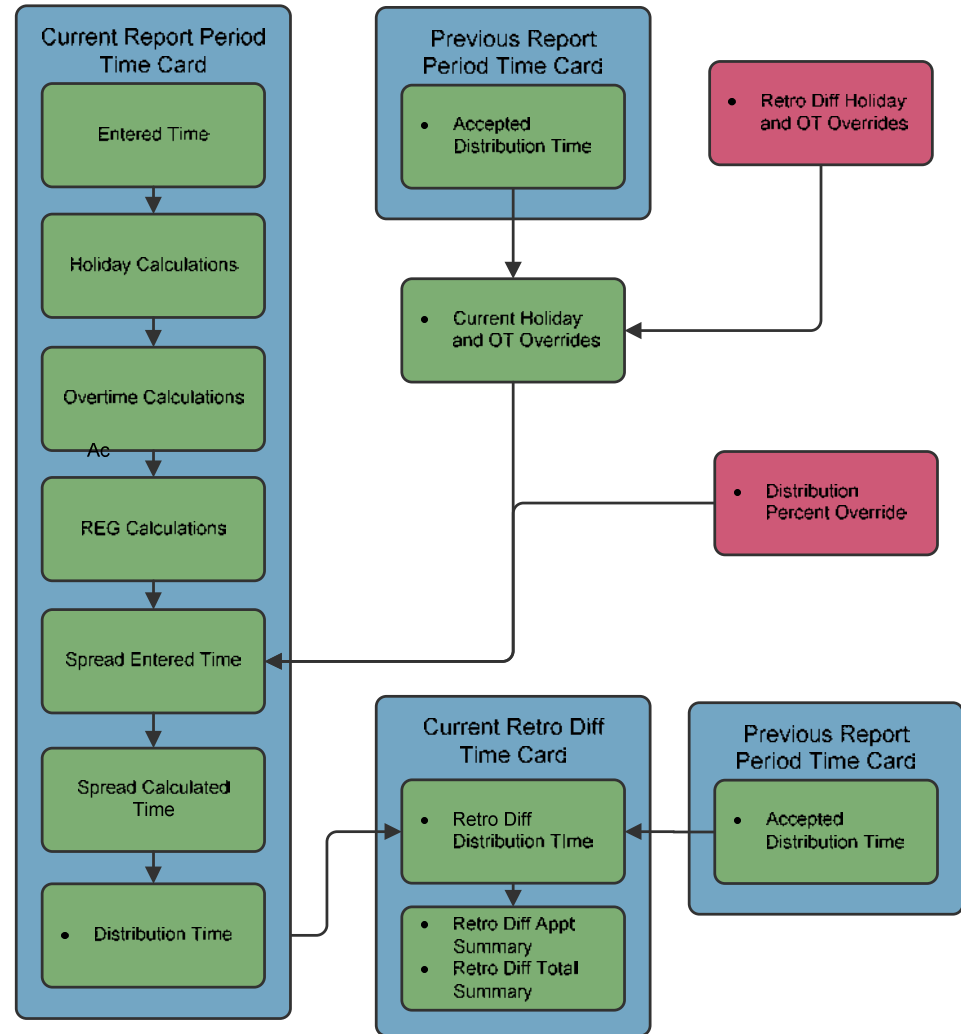 Current Report Period
Time Card
Entered Time
Holiday Calculations
Overtime Calculations
Ac
REG Calculations
Spread Entered Time
Spread Calculated
Time
• Distribution Time
Previous Report
Period Time Card
• Accepted
Distribution Time
• Retro Diff Holiday
and OT Overrides
• Current Holiday
and OT Overrides
• Distribution
Percent Override
Current Retro Diff
Time Card
• Retro Diff
Distribution TIme
• Retro Diff Appt
Summary
• Retro Diff Total
Summary
Previous Report
Period Time Card
• Accepted
Distribution Time